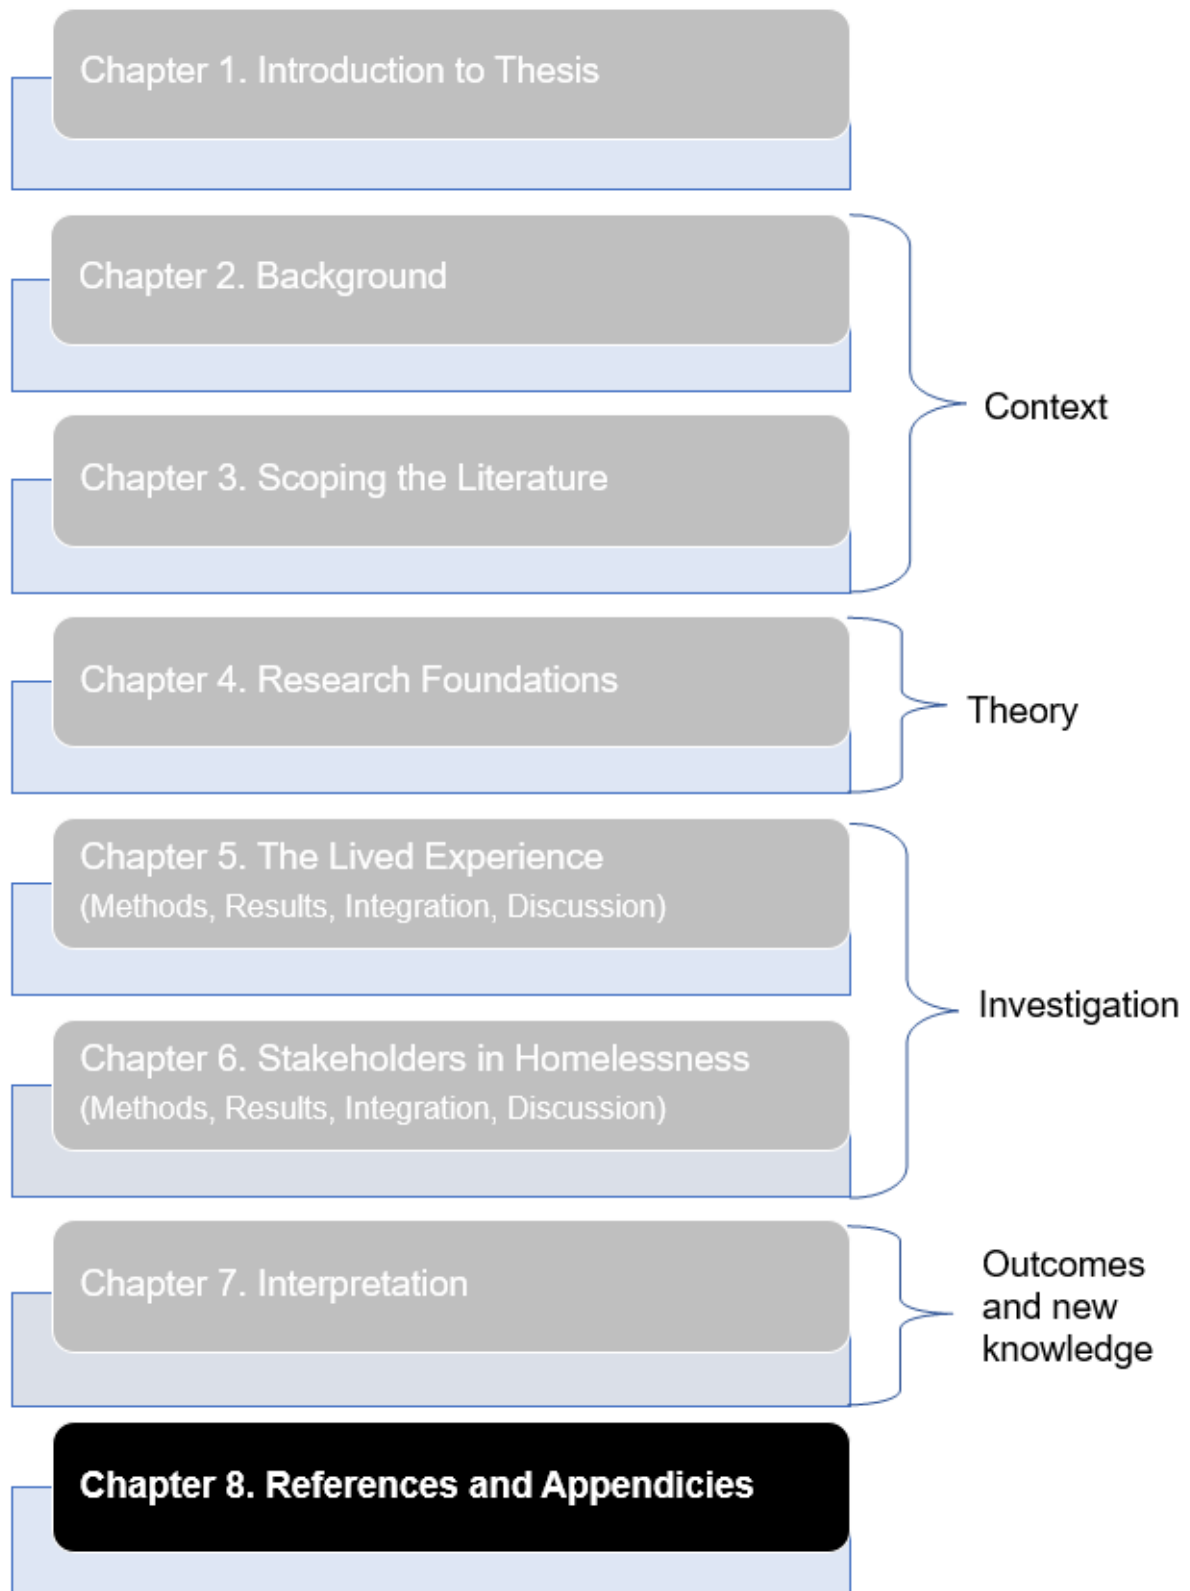 Chapter 1. Introduction to Thesis
Chapter 2. Background
Context
Chapter 3. Scoping the Literature
Chapter 4. Research Foundations
Theory
Chapter 5. The Lived Experience
(Methods, Results, Integration, Discussion)
Investigation
Chapter 6. Stakeholders in Homelessness
(Methods, Results, Integration, Discussion)
Chapter 7. Interpretation
Outcomes
and new
knowledge
Chapter 8. References and Appendicies